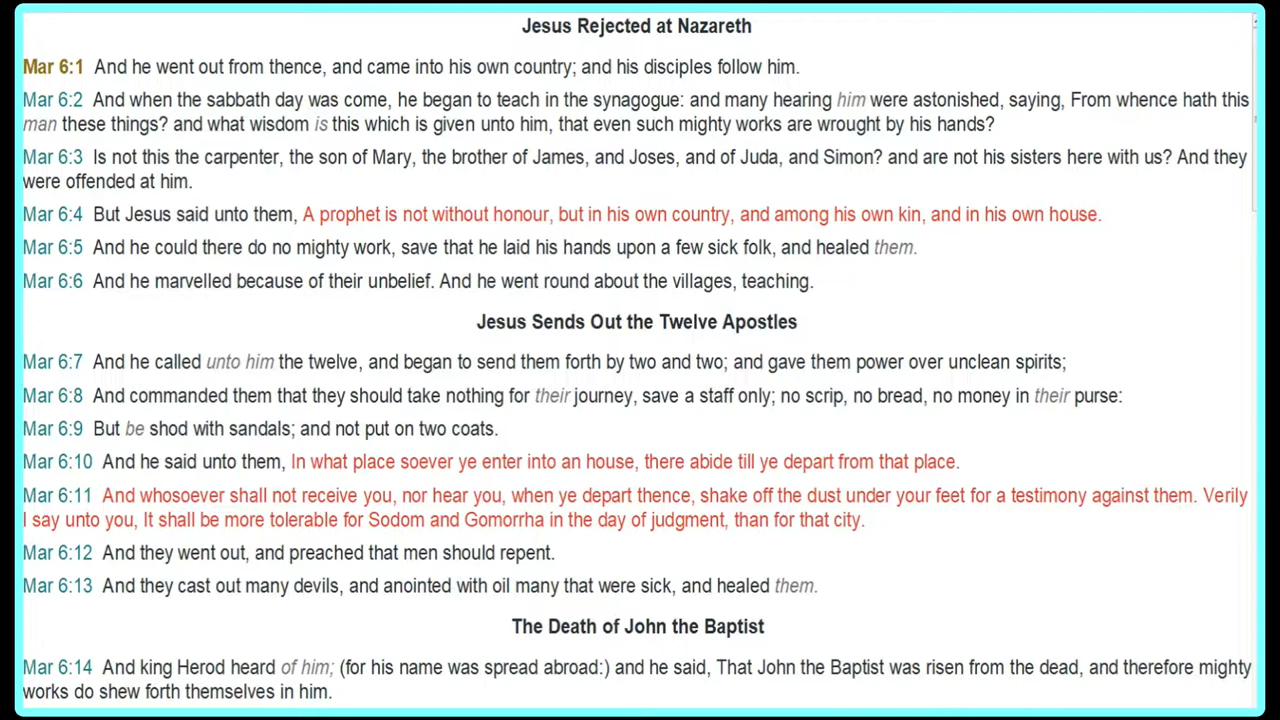 Jesus Rejected at Nazareth
Mar 6:1 And he went out from thence, and came into his own country; and his disciples follow him.
Mar 6:2 And when the sabbath day was come, he began to teach in the synagogue: and many hearing him were astonished, saying, From whence hath this
man these things? and what wisdom is this which is given unto him, that even such mighty works are wrought by his hands?
Mar 6:3 Is not this the carpenter, the son of Mary, the brother of James, and Joses, and of Juda, and Simon? and are not his sisters here with us? And they
were offended at him.
Mar 6:4 But Jesus said unto them, A prophet is not without honour, but in his own country, and among his own kin, and in his own house.
Mar 6:5 And he could there do no mighty work, save that he laid his hands upon a few sick folk, and healed them.
Mar 6:6 And he marvelled because of their unbelief. And he went round about the villages, teaching.
Jesus Sends Out the Twelve Apostles
Mar 6:7 And he called unto him the twelve, and began to send them forth by two and two; and gave them power over unclean spirits;
Mar 6:8 And commanded them that they should take nothing for their journey, save a staff only; no scrip, no bread, no money in their purse:
Mar 6:9 But be shod with sandals; and not put on two coats.
Mar 6:10 And he said unto them, In what place soever ye enter into an house, there abide till ye depart from that place.
Mar 6:11 And whosoever shall not receive you, nor hear you, when ye depart thence, shake off the dust under your feet for a testimony against them. Verily
I say unto you, It shall be more tolerable for Sodom and Gomorrha in the day of judgment, than for that city.
Mar 6:12 And they went out, and preached that men should repent.
Mar 6:13 And they cast out many devils, and anointed with oil many that were sick, and healed them.
The Death of John the Baptist
Mar 6:14 And king Herod heard of him; (for his name was spread abroad:) and he said, That John the Baptist was risen from the dead, and therefore mighty
works do shew forth themselves in him.